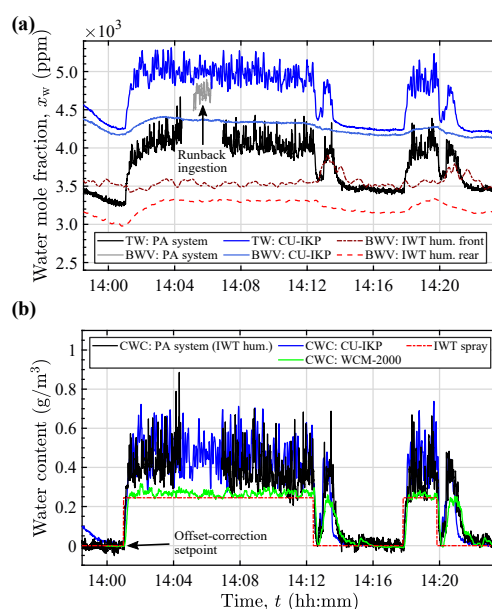 (a)
×10³
5.5
5.0
4.5
4.0
3.5
3.0
2.5
Water mole fraction, x_w (ppm)
Runback
ingestion
TW: PA system
TW: CU-IKP
BWV: IWT hum. front
BWV: PA system
BWV: CU-IKP
BWV: IWT hum. rear
14:00 14:04 14:08 14:12 14:16 14:20
(b)
CWC: PA system (IWT hum.)
CWC: CU-IKP
IWT spray
CWC: WCM-2000
1
0.8
0.6
0.4
0.2
0
Water content (g/m³)
Offset-correction
setpoint
14:00 14:04 14:08 14:12 14:16 14:20
Time, t (hh:mm)